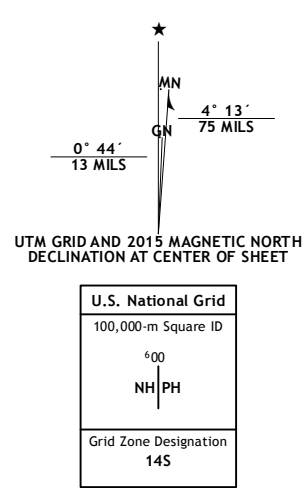 ★
MN
GN
4° 13´
75 MILS
0° 44´
13 MILS
UTM GRID AND 2015 MAGNETIC NORTH
DECLINATION AT CENTER OF SHEET
U.S. National Grid
100,000-m Square ID
⁶00
NH PH
Grid Zone Designation
14S